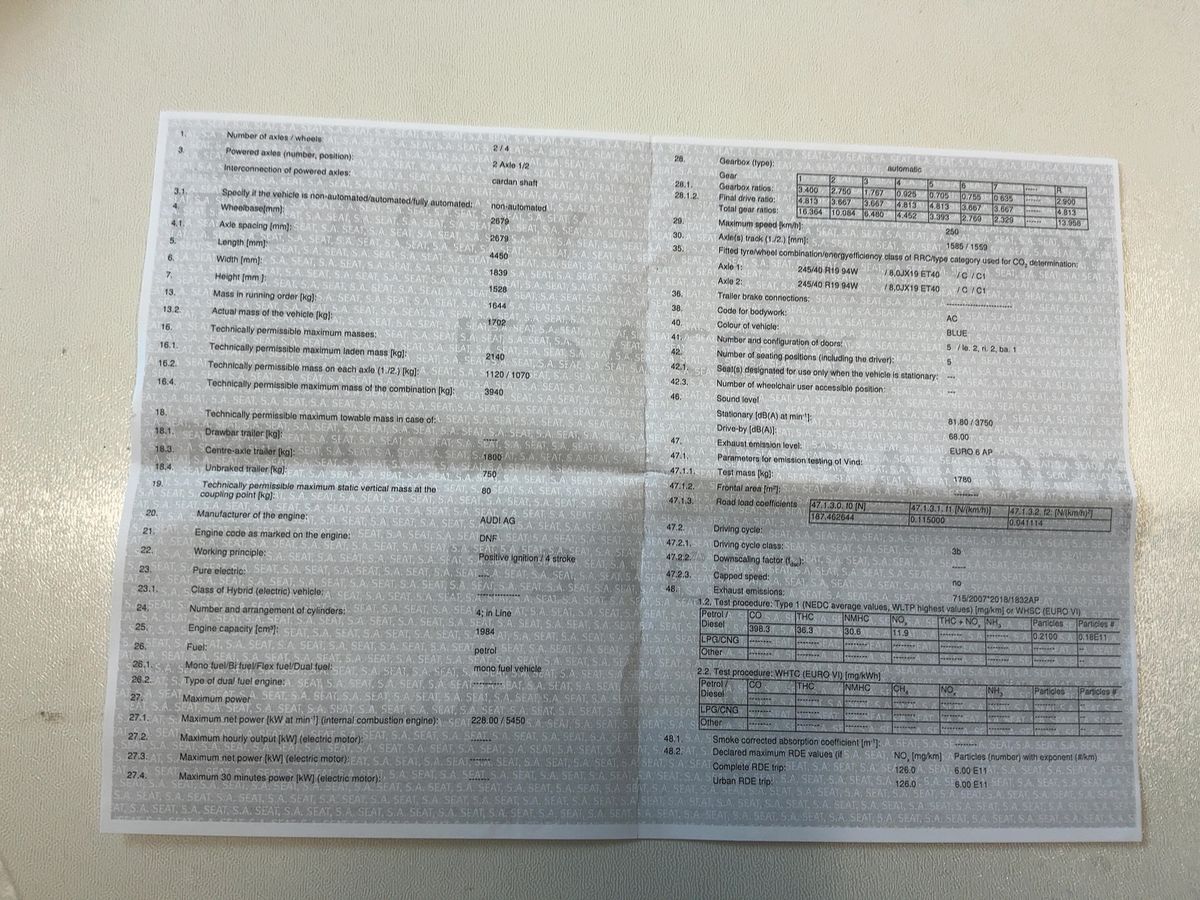 1. Number of axles / wheels 2 / 4
3. Powered axles (number, position): 2 Axle 1/2
Interconnection of powered axles: cardan shaft
3.1. Specify if the vehicle is non-automated/automated/fully automated: non-automated
4. Wheelbase[mm]: 2679
4.1. Axle spacing [mm]: 2679
5. Length [mm]: 4450
6. Width [mm]: 1839
7. Height [mm ]: 1528
13. Mass in running order [kg]: 1644
13.2. Actual mass of the vehicle [kg]: 1702
16. Technically permissible maximum masses:
16.1. Technically permissible maximum laden mass [kg]: 2140
16.2. Technically permissible mass on each axle (1./2.) [kg]: 1120 / 1070
16.4. Technically permissible maximum mass of the combination [kg]: 3940
18. Technically permissible maximum towable mass in case of:
18.1. Drawbar trailer [kg]: -----
18.3. Centre-axle trailer [kg]: 1800
18.4. Unbraked trailer [kg]: 750
19. Technically permissible maximum static vertical mass at the 80
coupling point [kg]:
20. Manufacturer of the engine: AUDI AG
21. Engine code as marked on the engine: DNF
22. Working principle: Positive ignition / 4 stroke
23. Pure electric: ----
23.1. Class of Hybrid (electric) vehicle: --------------
24. Number and arrangement of cylinders: 4; in Line
25. Engine capacity [cm³]: 1984
26. Fuel: petrol
26.1. Mono fuel/Bi fuel/Flex fuel/Dual fuel: mono fuel vehicle
26.2. Type of dual fuel engine: ----------
27. Maximum power
27.1. Maximum net power [kW at min⁻¹] (internal combustion engine): 228.00 / 5450
27.2. Maximum hourly output [kW] (electric motor): ------
27.3. Maximum net power [kW] (electric motor): ------
27.4. Maximum 30 minutes power [kW] (electric motor): ------
28. Gearbox (type): automatic
Gear 1 2 3 4 5 6 7 ----- R
28.1. Gearbox ratios: 3.400 2.750 1.767 0.925 0.705 0.755 0.635 ----- 2.900
28.1.2. Final drive ratio: 4.813 3.667 3.667 4.813 4.813 3.667 3.667 ----- 4.813
Total gear ratios: 16.364 10.084 6.480 4.452 3.393 2.769 2.329 ----- 13.958
29. Maximum speed [km/h]: 250
30. Axle(s) track (1./2.) [mm]: 1585 / 1559
35. Fitted tyre/wheel combination/energyefficiency class of RRC/type category used for CO₂ determination:
Axle 1: 245/40 R19 94W / 8,0JX19 ET40 / C / C1
Axle 2: 245/40 R19 94W / 8,0JX19 ET40 / C / C1
36. Trailer brake connections: ----------------------
38. Code for bodywork: AC
40. Colour of vehicle: BLUE
41. Number and configuration of doors: 5 / le. 2, ri. 2, ba. 1
42. Number of seating positions (including the driver): 5
42.1. Seat(s) designated for use only when the vehicle is stationary: ---
42.3. Number of wheelchair user accessible position: ---
46. Sound level
Stationary [dB(A) at min⁻¹]: 81.80 / 3750
Drive-by [dB(A)]: 68.00
47. Exhaust emission level: EURO 6 AP
47.1. Parameters for emission testing of Vind:
47.1.1. Test mass [kg]: 1780
47.1.2. Frontal area [m²]: ---------
47.1.3. Road load coefficients 47.1.3.0. f0 [N] 47.1.3.1. f1 [N/(km/h)] 47.1.3.2. f2: [N/(km/h)²]
187.462644 0.115000 0.041114
47.2. Driving cycle:
47.2.1. Driving cycle class: 3b
47.2.2. Downscaling factor (fdsc): -----
47.2.3. Capped speed: no
48. Exhaust emissions: 715/2007*2018/1832AP
1.2. Test procedure: Type 1 (NEDC average values, WLTP highest values) [mg/km] or WHSC (EURO VI)
Petrol / Diesel CO THC NMHC NOx THC + NOx NH₃ Particles Particles #
398.3 36.3 30.6 11.9 -------- -------- 0.2100 0.18E11
LPG/CNG -------- -------- -------- -------- -------- -------- -------- --
Other -------- -------- -------- -------- -------- -------- -------- --
2.2. Test procedure: WHTC (EURO VI) [mg/kWh]
Petrol / Diesel CO THC NMHC CH₄ NOx NH₃ Particles Particles #
LPG/CNG -------- -------- -------- -------- -------- -------- -------- --
Other -------- -------- -------- -------- -------- -------- -------- --
48.1. Smoke corrected absorption coefficient [m⁻¹]: --------
48.2. Declared maximum RDE values (if NOx [mg/km] Particles (number) with exponent (#/km)
Complete RDE trip: 126.0 6.00 E11
Urban RDE trip: 126.0 6.00 E11